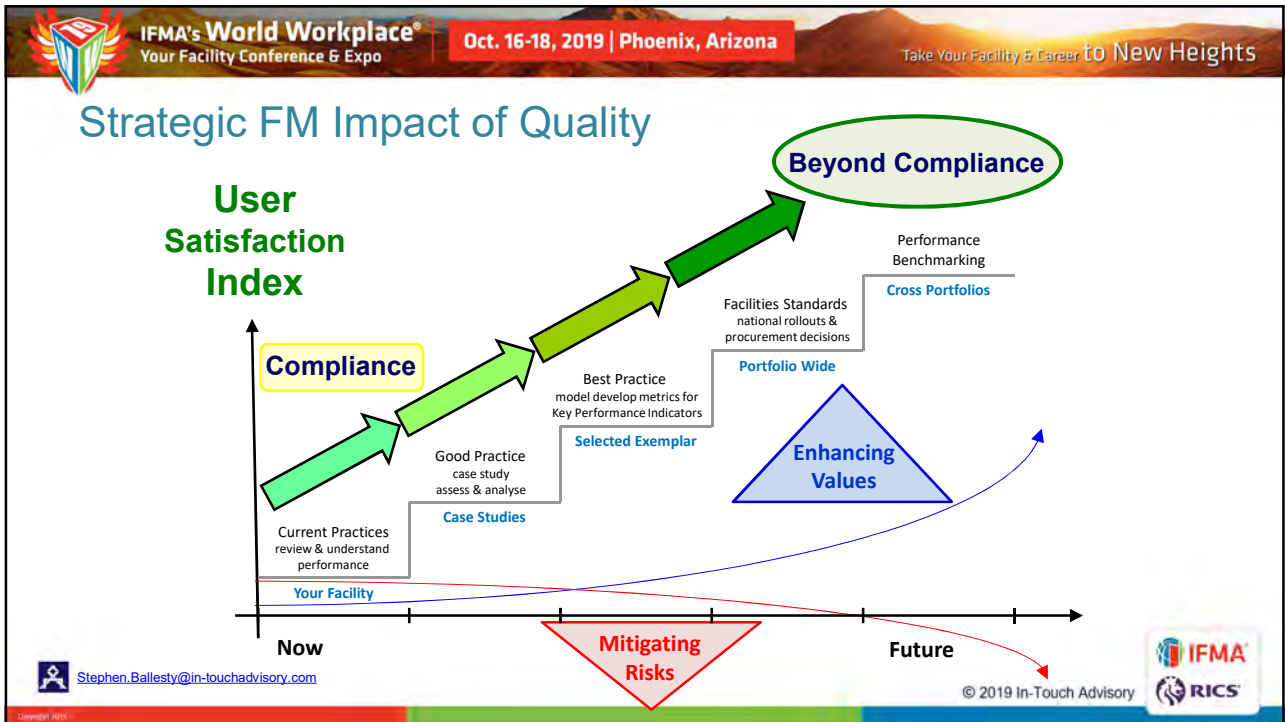 IFMA's World Workplace®
Your Facility Conference & Expo
Oct. 16-18, 2019 | Phoenix, Arizona
Take Your Facility & Career to New Heights
19
Strategic FM Impact of Quality
Beyond Compliance
User
Satisfaction
Index
Performance
Benchmarking
Cross Portfolios
Facilities Standards
national rollouts &
procurement decisions
Portfolio Wide
Compliance
Best Practice
model develop metrics for
Key Performance Indicators
Selected Exemplar
Enhancing
Values
Good Practice
case study
assess & analyse
Case Studies
Current Practices
review & understand
performance
Your Facility
Now
Mitigating
Risks
Future
Stephen.Ballesty@in-touchadvisory.com
© 2019 In-Touch Advisory
IFMA
RICS
Copyright 2019